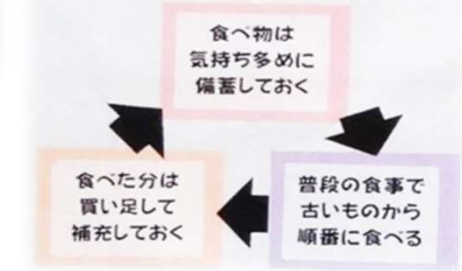 食べ物は
気持ち多めに
備蓄しておく
普段の食事で
古いものから
順番に食べる
食べた分は
買い足して
補充しておく